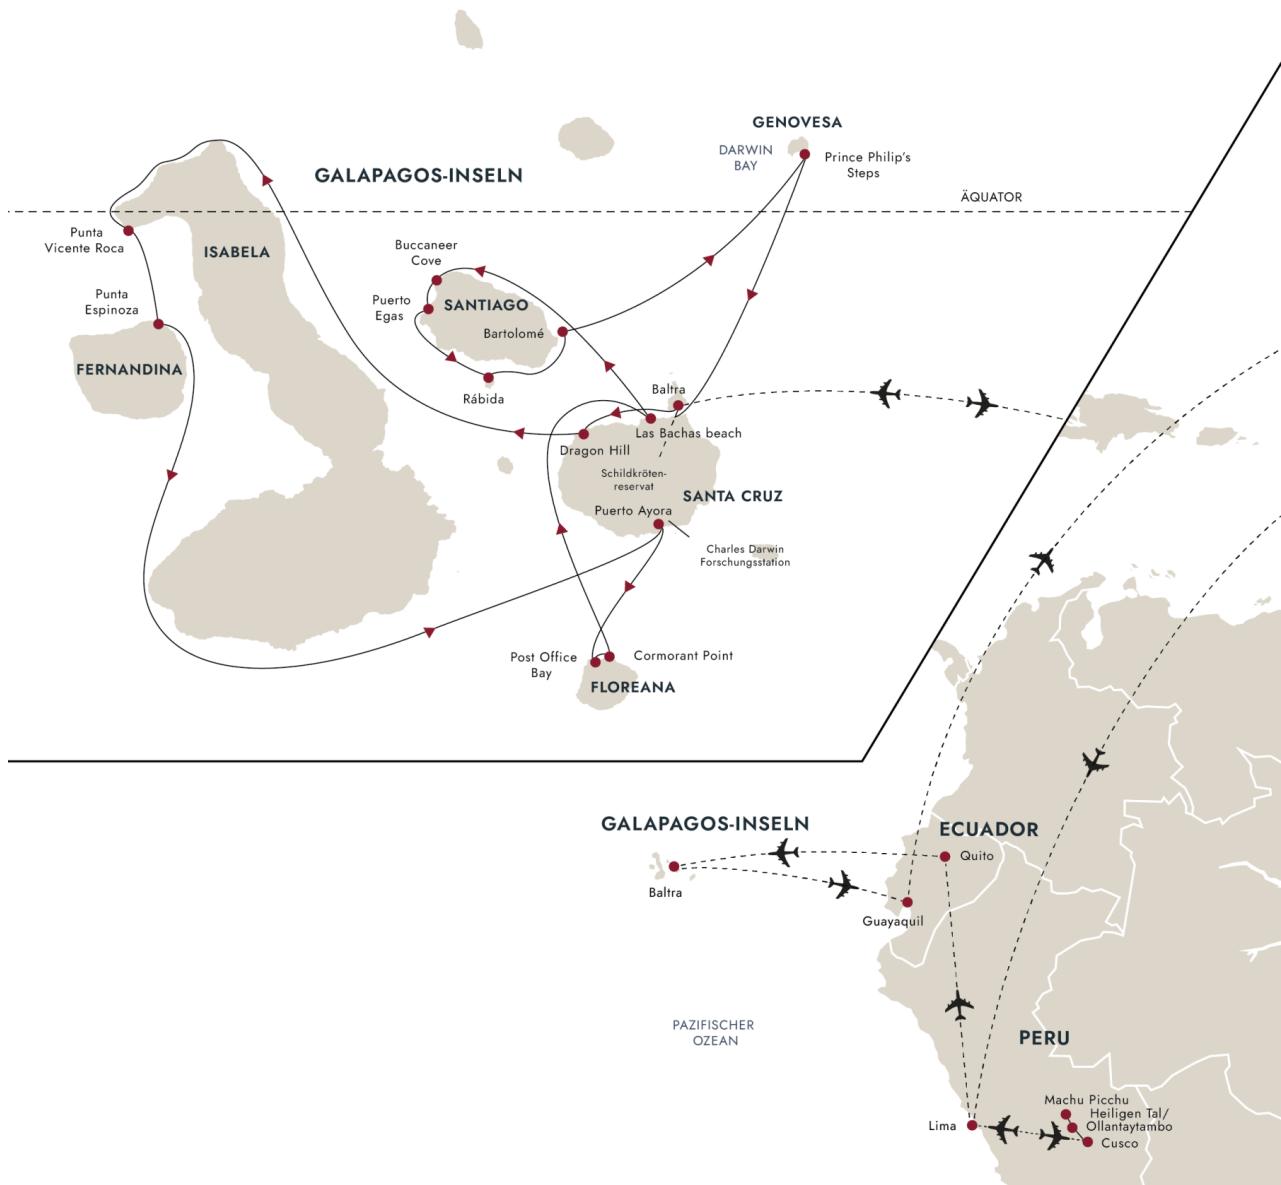 GENOVESA
DARWIN
BAY
Prince Philip's
Steps
GALAPAGOS-INSELN
ÄQUATOR
Punta
Vicente Roca
ISABELA
Buccaneer
Cove
Punta
Espinoza
Puerto
Egas
SANTIAGO
Bartolomé
FERNANDINA
Rábida
Baltra
Las Bachas beach
Dragon Hill
Schildkröten-
reservat
SANTA CRUZ
Puerto Ayora
Charles Darwin
Forschungsstation
Post Office
Bay
Cormorant Point
FLOREANA
GALAPAGOS-INSELN
ECUADOR
Quito
Baltra
Guayaquil
PAZIFISCHER
OZEAN
PERU
Machu Picchu
Heiligen Tal/
Ollantaytambo
Lima
Cusco